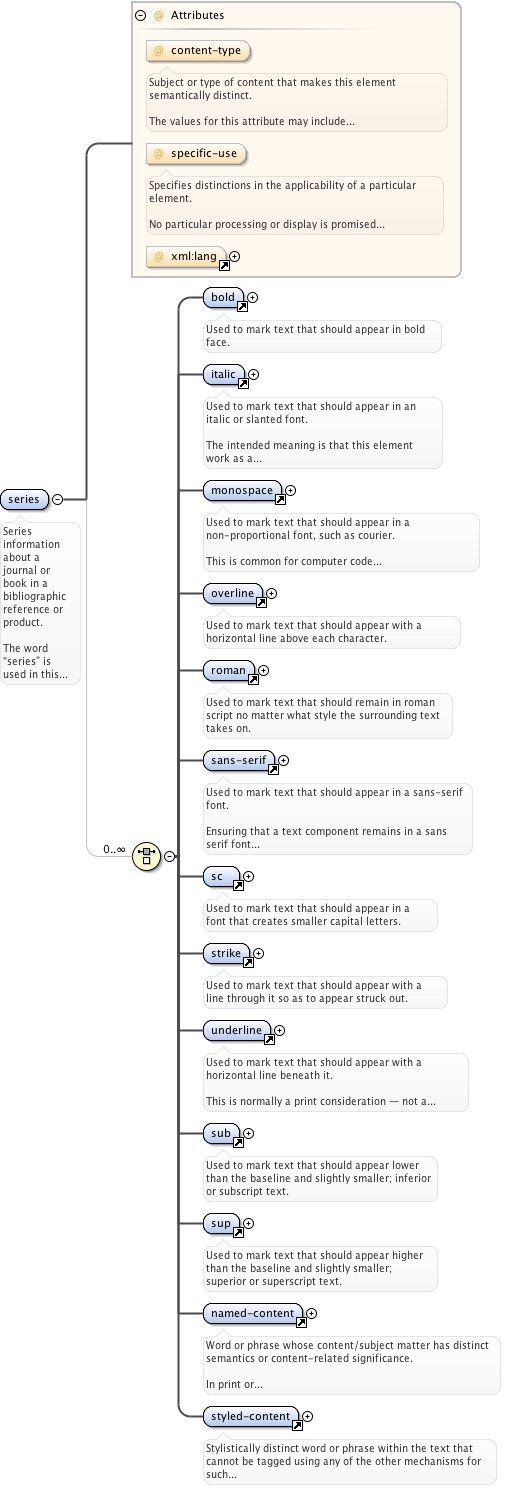 @ Attributes
@ content-type
Subject or type of content that makes this element
semantically distinct.
The values for this attribute may include...
@ specific-use
Specifies distinctions in the applicability of a particular
element.
No particular processing or display is promised...
@ xml:lang
series
Series
information
about a
journal or
book in a
bibliographic
reference or
product.
The word
“series” is
used in this...
0..∞
bold
Used to mark text that should appear in bold
face.
italic
Used to mark text that should appear in an
italic or slanted font.
The intended meaning is that this element
work as a...
monospace
Used to mark text that should appear in a
non-proportional font, such as courier.
This is common for computer code...
overline
Used to mark text that should appear with a
horizontal line above each character.
roman
Used to mark text that should remain in roman
script no matter what style the surrounding text
takes on.
sans-serif
Used to mark text that should appear in a sans-serif
font.
Ensuring that a text component remains in a sans
serif font...
sc
Used to mark text that should appear in a
font that creates smaller capital letters.
strike
Used to mark text that should appear with a
line through it so as to appear struck out.
underline
Used to mark text that should appear with a
horizontal line beneath it.
This is normally a print consideration — not a...
sub
Used to mark text that should appear lower
than the baseline and slightly smaller; inferior
or subscript text.
sup
Used to mark text that should appear higher
than the baseline and slightly smaller;
superior or superscript text.
named-content
Word or phrase whose content/subject matter has distinct
semantics or content-related significance.
In print or...
styled-content
Stylistically distinct word or phrase within the text that
cannot be tagged using any of the other mechanisms for
such...